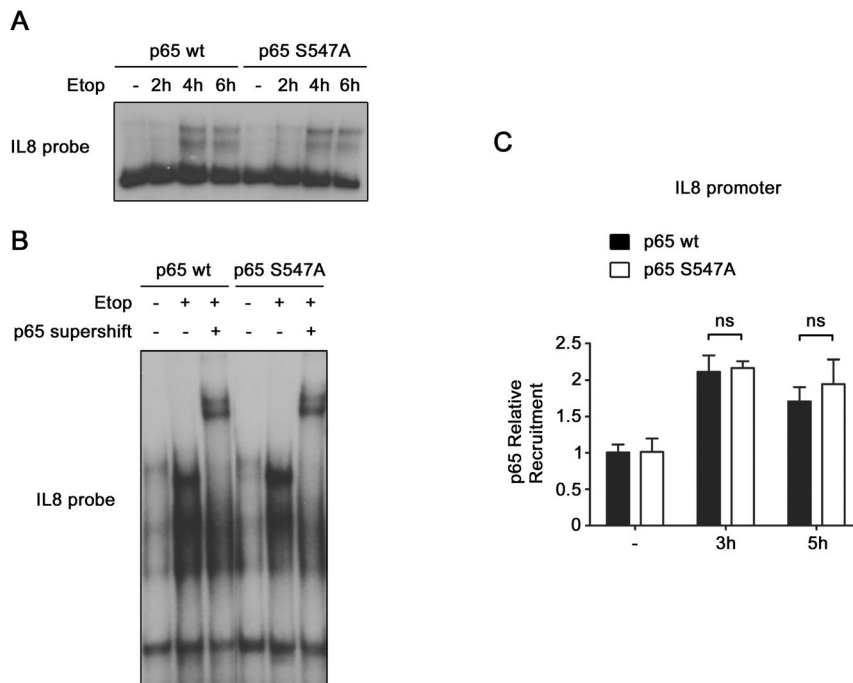 A
p65 wt p65 S547A
Etop - 2h 4h 6h - 2h 4h 6h
IL8 probe
B
p65 wt p65 S547A
Etop - + + - + +
p65 supershift - - + - - +
IL8 probe
C
IL8 promoter
p65 wt
p65 S547A
ns ns
p65 Relative
Recruitment
2.5
2
1.5
1
0.5
0
- 3h 5h